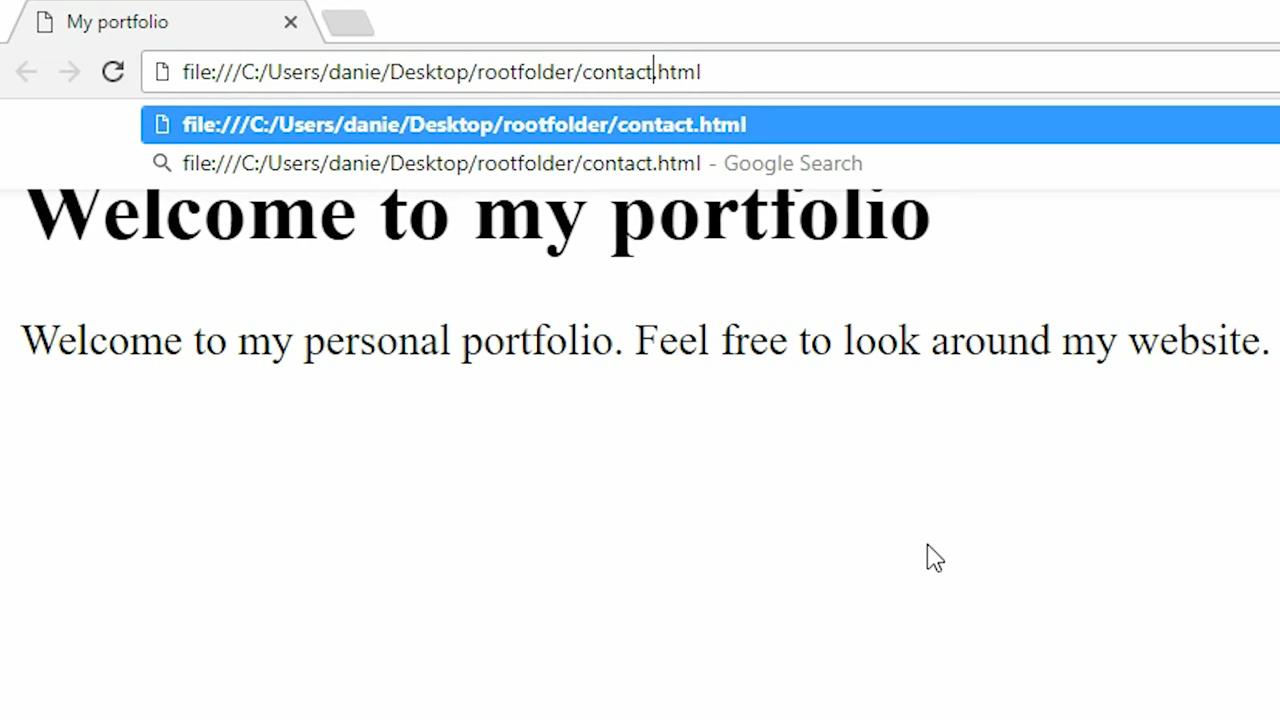 My portfolio
file:///C:/Users/danie/Desktop/rootfolder/contact.html
file:///C:/Users/danie/Desktop/rootfolder/contact.html
file:///C:/Users/danie/Desktop/rootfolder/contact.html - Google Search
Welcome to my portfolio
Welcome to my personal portfolio. Feel free to look around my website.